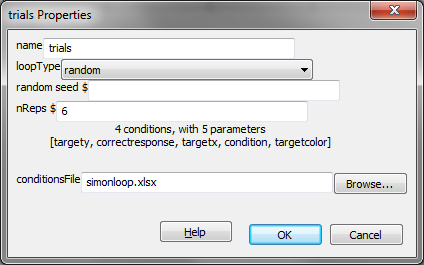 trials Properties
name trials
loopType random
random seed $
nReps $ 6
4 conditions, with 5 parameters
[targety, correctresponse, targetx, condition, targetcolor]
conditionsFile simonloop.xlsx Browse...
Help OK Cancel